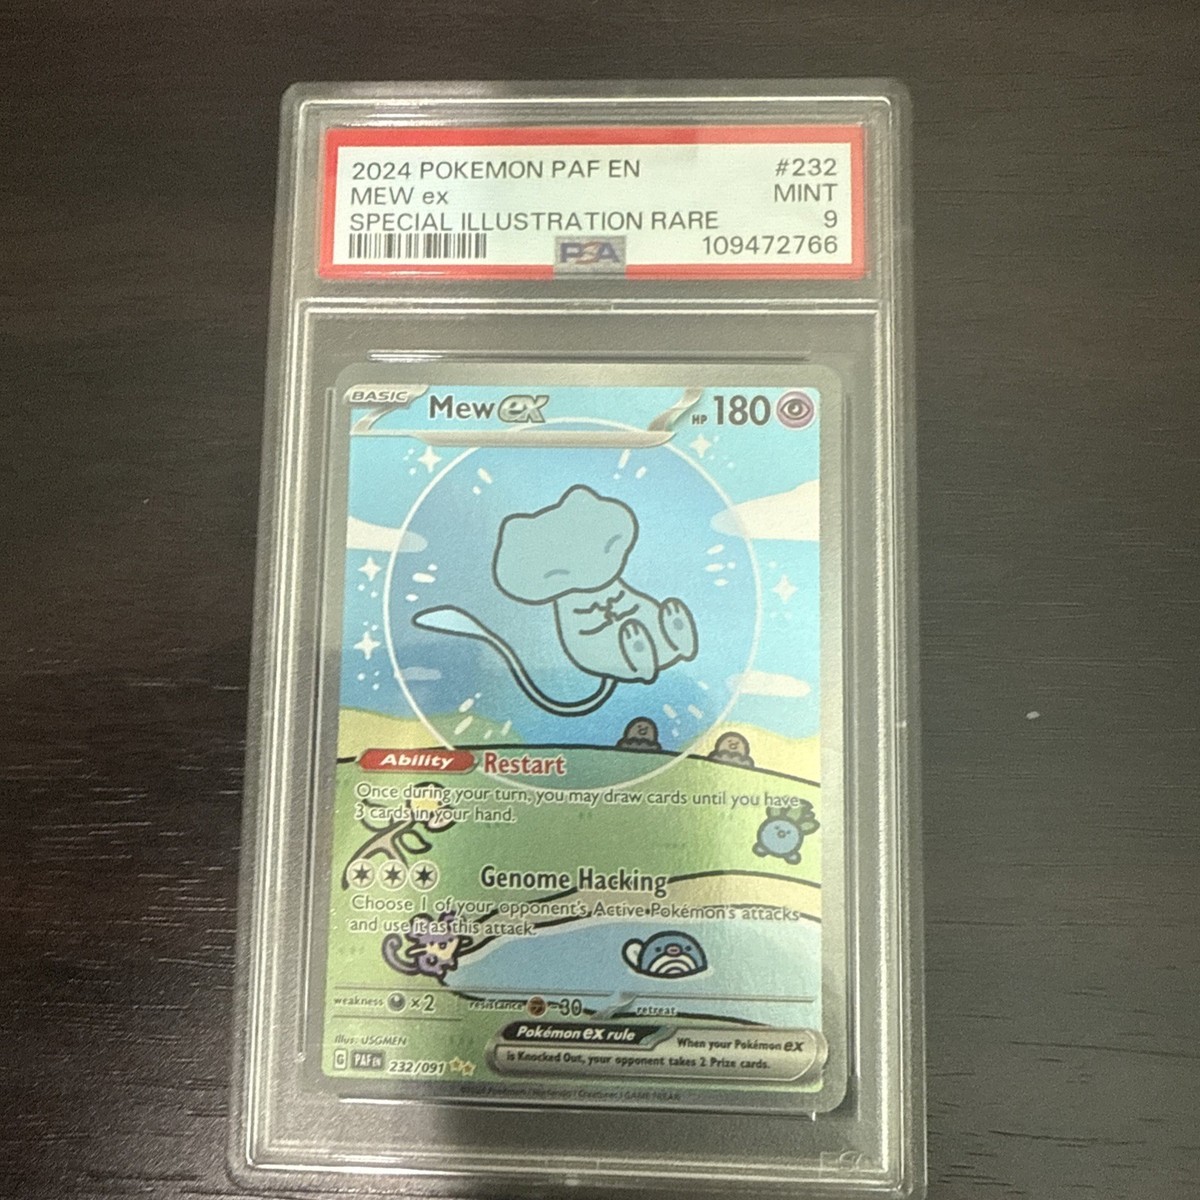 2024 POKEMON PAF EN #232
MEW ex MINT
SPECIAL ILLUSTRATION RARE 9
PSA 109472766
BASIC Mew ex HP 180
Ability Restart
Once during your turn, you may draw cards until you have
3 cards in your hand.
Genome Hacking
Choose 1 of your opponent's Active Pokémon's attacks
and use it as this attack.
weakness ×2 resistance -30 retreat
Illus. USGMEN
Pokémon ex rule When your Pokémon ex
is Knocked Out, your opponent takes 2 Prize cards.
G PAF EN 232/091